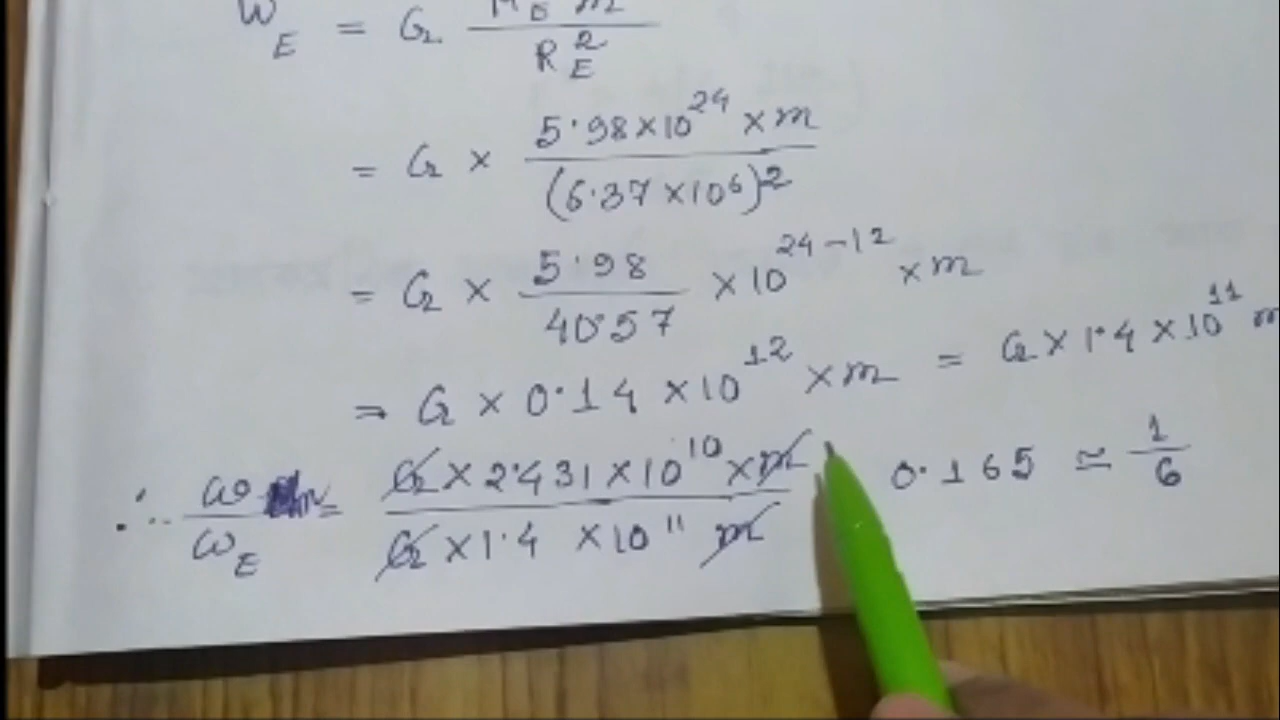 W_E = G M_E m / R_E^2
= G × 5.98×10^24 × m / (6.37×10^6)^2
= G × 5.98 / 40.57 × 10^24-12 × m
= G × 0.14 × 10^12 × m = G × 1.4 × 10^11 m
∴ ω / ω_E = G × 2.431 × 10^10 × m / G × 1.4 × 10^11 m 0.165 ≃ 1/6